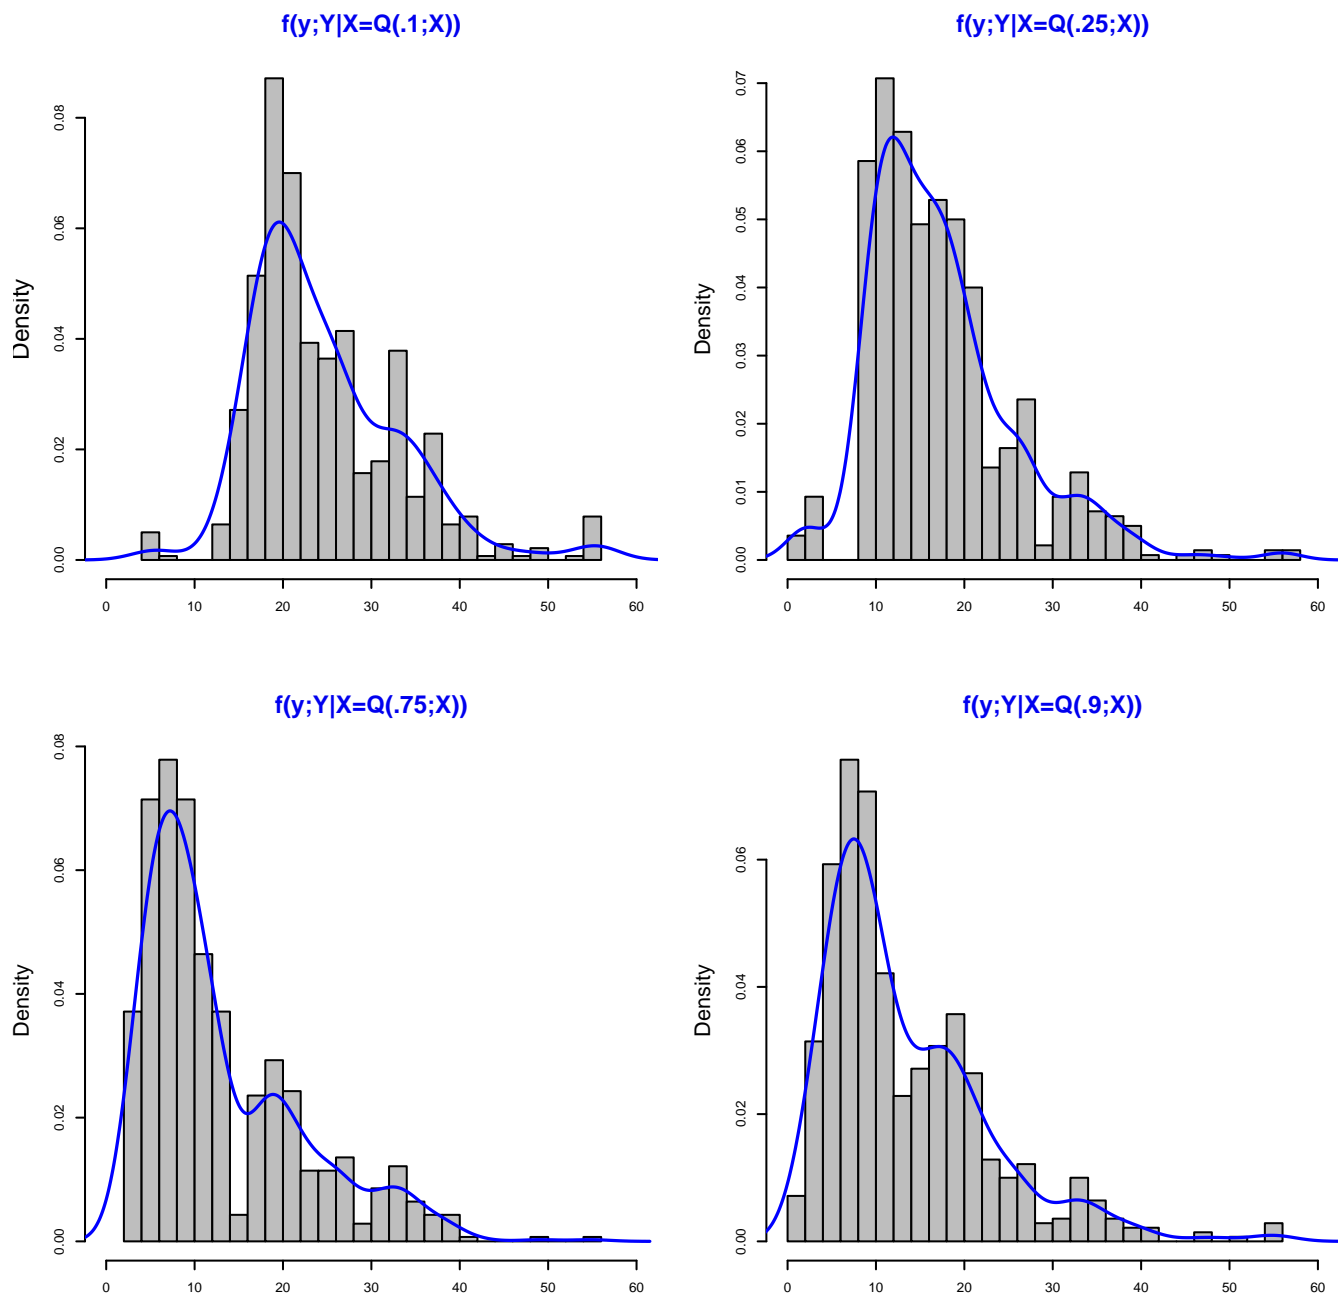 f(y;Y|X=Q(.1;X))
Density
0.00 0.02 0.04 0.06 0.08
0 10 20 30 40 50 60
f(y;Y|X=Q(.25;X))
Density
0.00 0.01 0.02 0.03 0.04 0.05 0.06 0.07
0 10 20 30 40 50 60
f(y;Y|X=Q(.75;X))
Density
0.00 0.02 0.04 0.06 0.08
0 10 20 30 40 50 60
f(y;Y|X=Q(.9;X))
Density
0.00 0.02 0.04 0.06
0 10 20 30 40 50 60